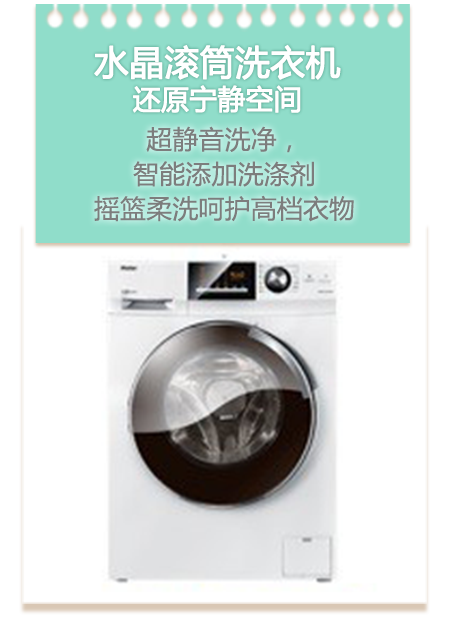 水晶滚筒洗衣机
还原宁静空间
超静音洗净，
智能添加洗涤剂
摇篮柔洗呵护高档衣物
Haier